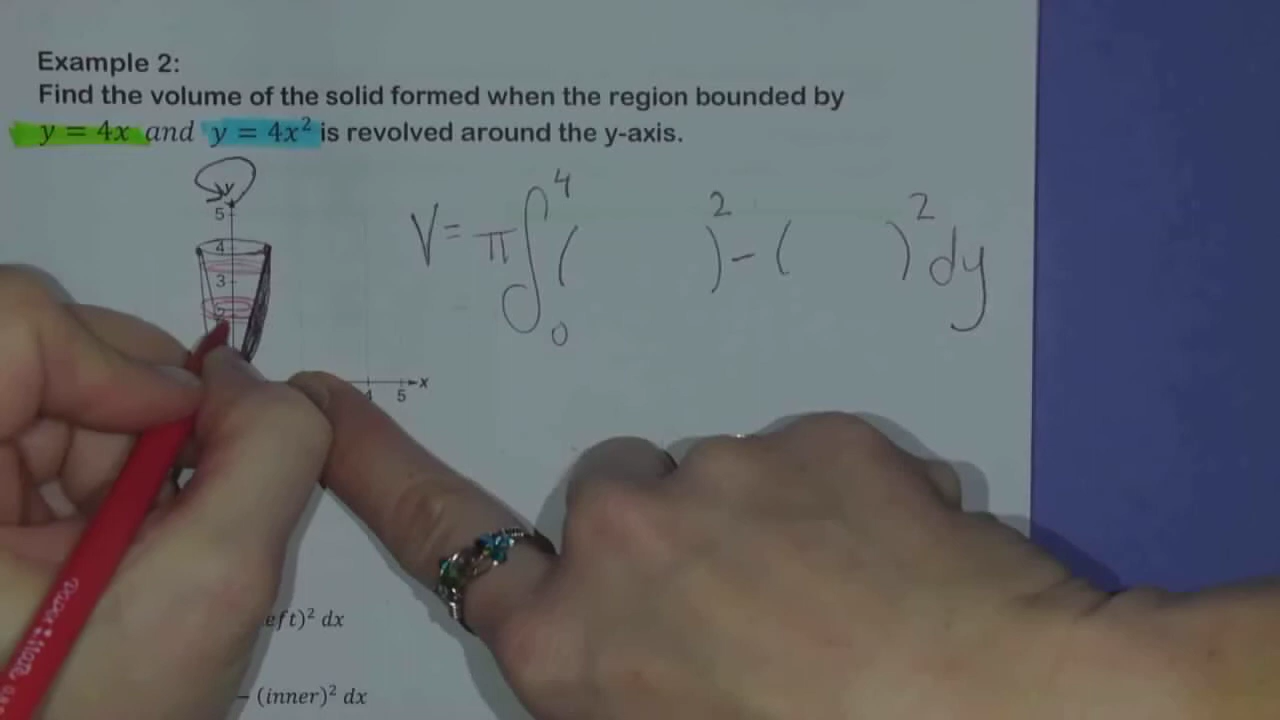 Example 2:
Find the volume of the solid formed when the region bounded by
y = 4x and y = 4x² is revolved around the y-axis.
y
5
4
3
2
4 5 x
V = π∫₀⁴ ( )² - ( )² dy
eft)² dx
– (inner)² dx